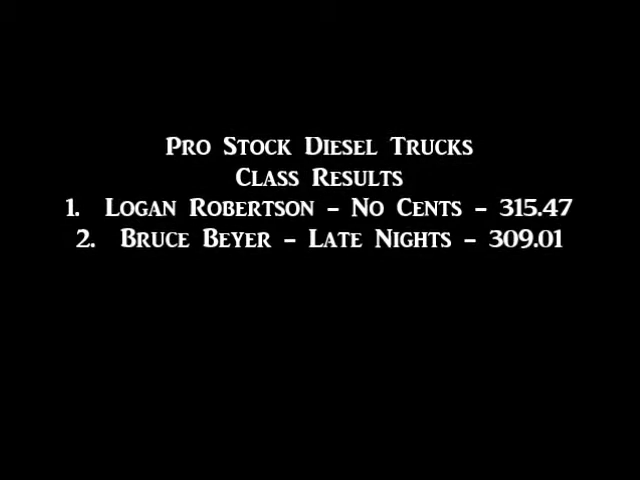 Pro Stock Diesel Trucks
Class Results
1. Logan Robertson – No Cents – 315.47
2. Bruce Beyer – Late Nights – 309.01